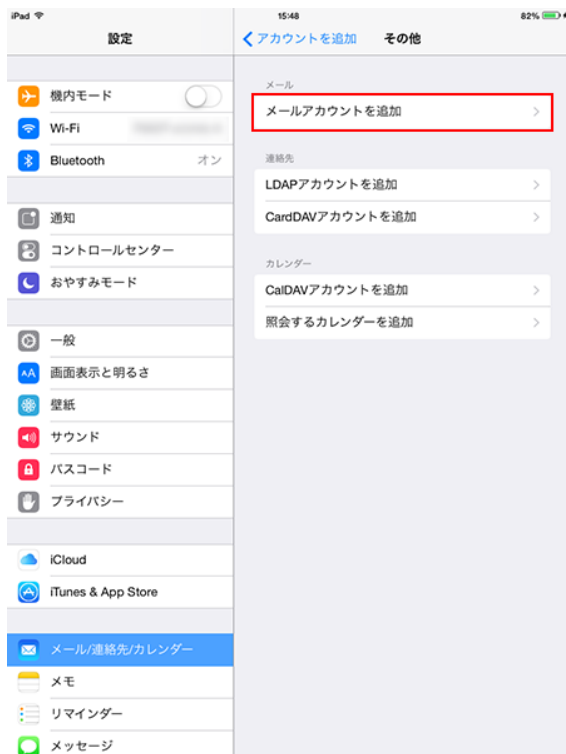 iPad 15:48 82%
設定
機内モード
Wi-Fi
Bluetooth オン
通知
コントロールセンター
おやすみモード
一般
画面表示と明るさ
壁紙
サウンド
パスコード
プライバシー
iCloud
iTunes & App Store
メール/連絡先/カレンダー
メモ
リマインダー
メッセージ
アカウントを追加 その他
メール
メールアカウントを追加
連絡先
LDAPアカウントを追加
CardDAVアカウントを追加
カレンダー
CalDAVアカウントを追加
照会するカレンダーを追加